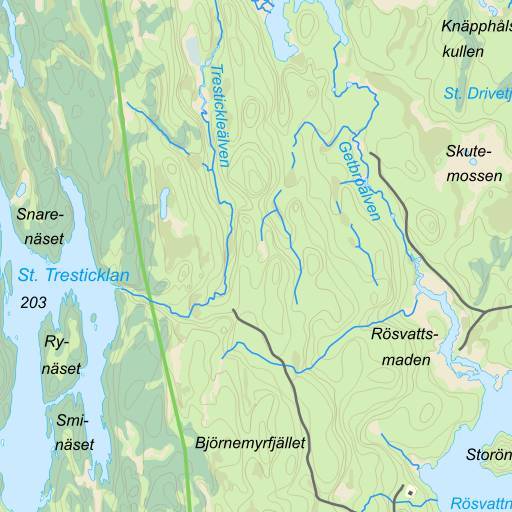 Knäpphåls
kullen
Trestickleälven
St. Drivetj
Getbroälven
Skute-
mossen
Snare-
näset
St. Tresticklan
203
Ry-
näset
Rösvatts-
maden
Smi-
näset
Björnemyrfjället
Storön
Rösvattn